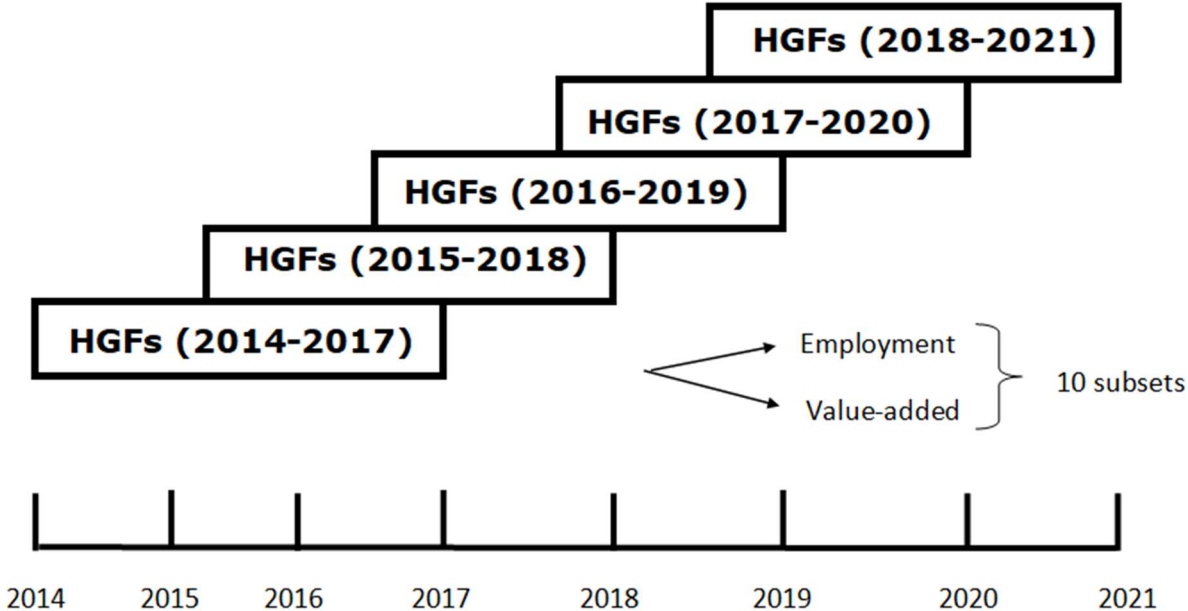 HGFs (2018-2021)
HGFs (2017-2020)
HGFs (2016-2019)
HGFs (2015-2018)
HGFs (2014-2017)
Employment
Value-added
10 subsets
2014 2015 2016 2017 2018 2019 2020 2021